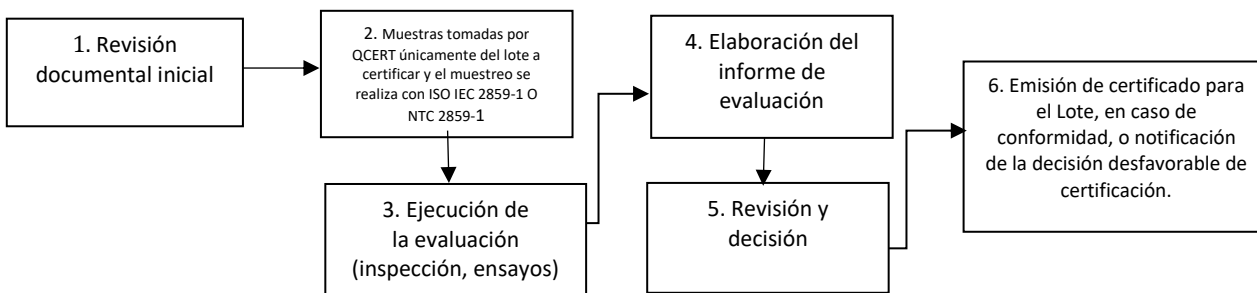 1. Revisión
documental inicial
2. Muestras tomadas por
QCERT únicamente del lote a
certificar y el muestreo se
realiza con ISO IEC 2859-1 O
NTC 2859-1
3. Ejecución de
la evaluación
(inspección, ensayos)
4. Elaboración del
informe de
evaluación
5. Revisión y
decisión
6. Emisión de certificado para
el Lote, en caso de
conformidad, o notificación
de la decisión desfavorable de
certificación.